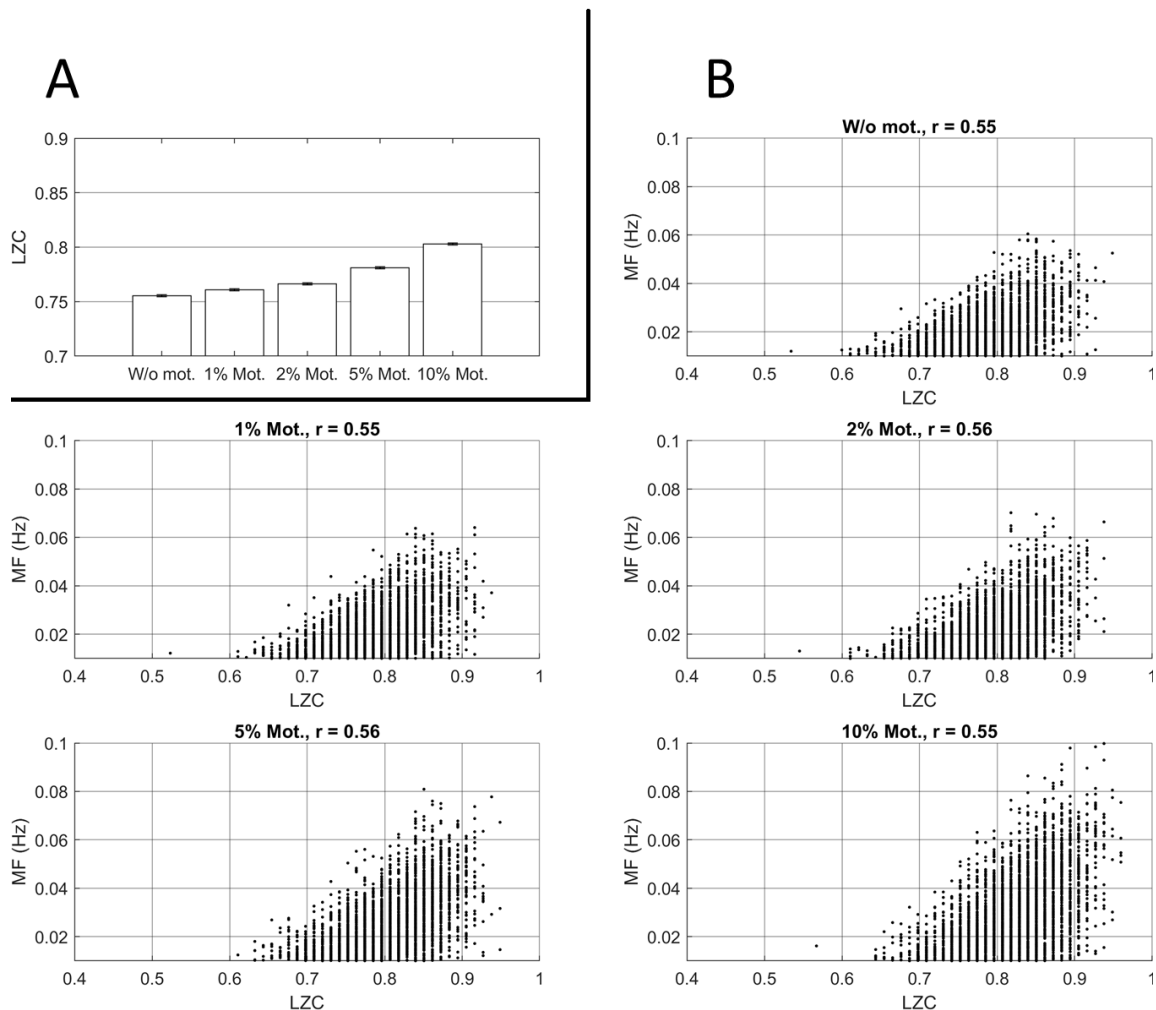 A
0.9
0.85
0.8
0.75
0.7
LZC
W/o mot. 1% Mot. 2% Mot. 5% Mot. 10% Mot.
B
W/o mot., r = 0.55
0.1
0.08
0.06
0.04
0.02
MF (Hz)
0.4 0.5 0.6 0.7 0.8 0.9 1
LZC
1% Mot., r = 0.55
0.1
0.08
0.06
0.04
0.02
MF (Hz)
0.4 0.5 0.6 0.7 0.8 0.9 1
LZC
2% Mot., r = 0.56
0.1
0.08
0.06
0.04
0.02
MF (Hz)
0.4 0.5 0.6 0.7 0.8 0.9 1
LZC
5% Mot., r = 0.56
0.1
0.08
0.06
0.04
0.02
MF (Hz)
0.4 0.5 0.6 0.7 0.8 0.9 1
LZC
10% Mot., r = 0.55
0.1
0.08
0.06
0.04
0.02
MF (Hz)
0.4 0.5 0.6 0.7 0.8 0.9 1
LZC